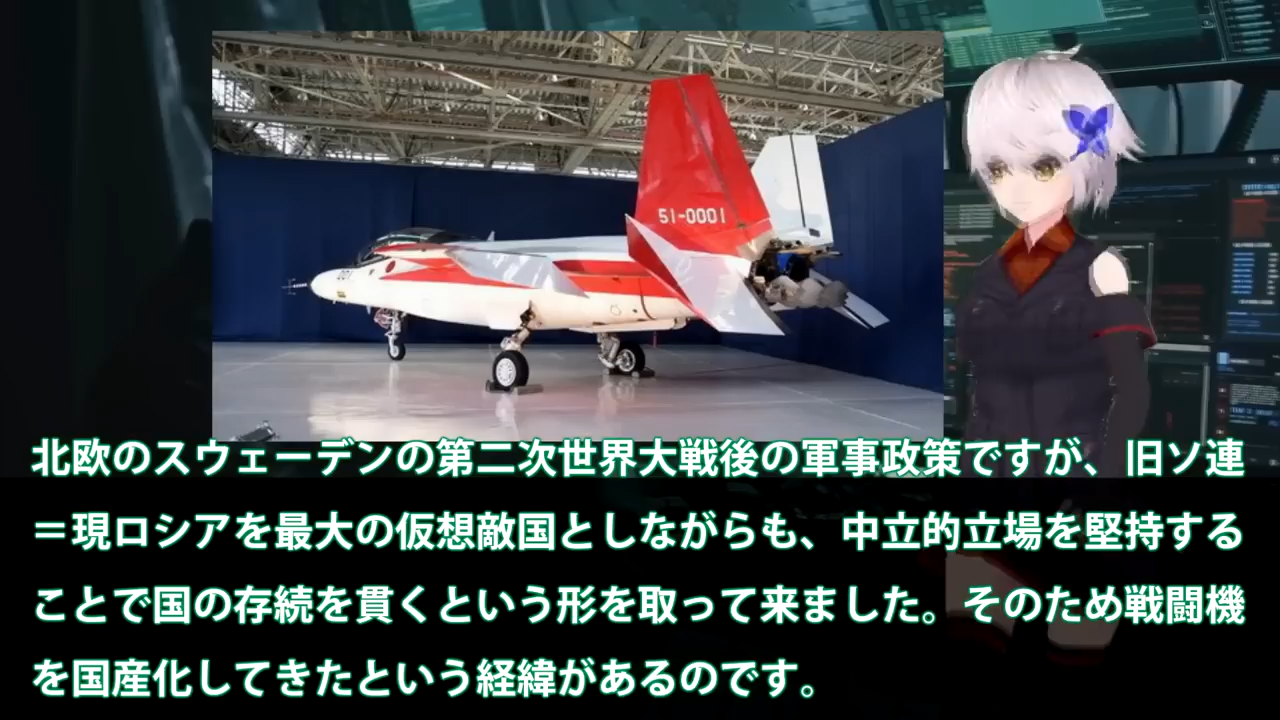 51-0001
001
北欧のスウェーデンの第二次世界大戦後の軍事政策ですが、旧ソ連
＝現ロシアを最大の仮想敵国としながらも、中立的立場を堅持する
ことで国の存続を貫くという形を取って来ました。そのため戦闘機
を国産化してきたという経緯があるのです。